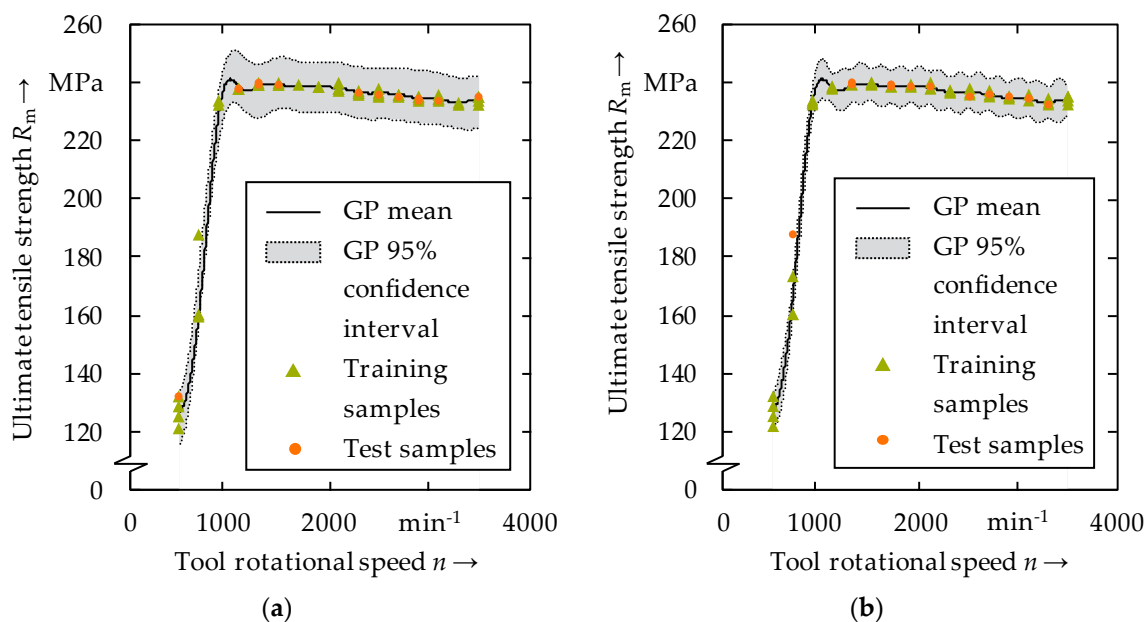 260
MPa
220
200
180
160
140
120
0
Ultimate tensile strength Rm →
0
1000
2000
min-1
4000
Tool rotational speed n →
GP mean
GP 95%
confidence
interval
Training
samples
Test samples
(a)
260
MPa
220
200
180
160
140
120
0
Ultimate tensile strength Rm →
0
1000
2000
min-1
4000
Tool rotational speed n →
GP mean
GP 95%
confidence
interval
Training
samples
Test samples
(b)